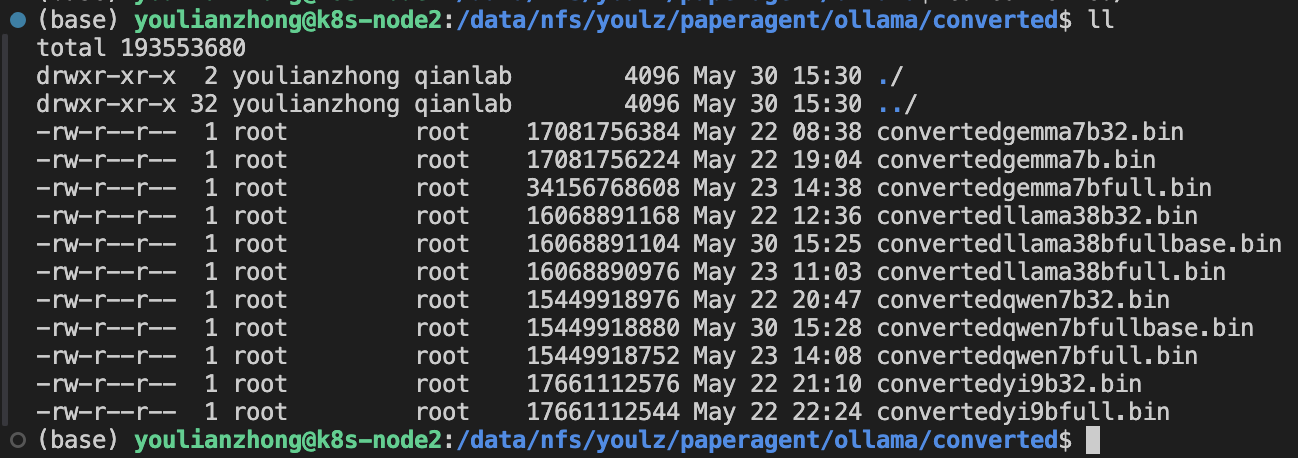 (base) youlianzhong@k8s-node2:/data/nfs/youlz/paperagent/ollama/converted$ ll
total 193553680
drwxr-xr-x  2 youlianzhong qianlab        4096 May 30 15:30 ./
drwxr-xr-x 32 youlianzhong qianlab        4096 May 30 15:30 ../
-rw-r--r--  1 root         root    17081756384 May 22 08:38 convertedgemma7b32.bin
-rw-r--r--  1 root         root    17081756224 May 22 19:04 convertedgemma7b.bin
-rw-r--r--  1 root         root    34156768608 May 23 14:38 convertedgemma7bfull.bin
-rw-r--r--  1 root         root    16068891168 May 22 12:36 convertedllama38b32.bin
-rw-r--r--  1 root         root    16068891104 May 30 15:25 convertedllama38bfullbase.bin
-rw-r--r--  1 root         root    16068890976 May 23 11:03 convertedllama38bfull.bin
-rw-r--r--  1 root         root    15449918976 May 22 20:47 convertedqwen7b32.bin
-rw-r--r--  1 root         root    15449918880 May 30 15:28 convertedqwen7bfullbase.bin
-rw-r--r--  1 root         root    15449918752 May 23 14:08 convertedqwen7bfull.bin
-rw-r--r--  1 root         root    17661112576 May 22 21:10 convertedyi9b32.bin
-rw-r--r--  1 root         root    17661112544 May 22 22:24 convertedyi9bfull.bin
(base) youlianzhong@k8s-node2:/data/nfs/youlz/paperagent/ollama/converted$